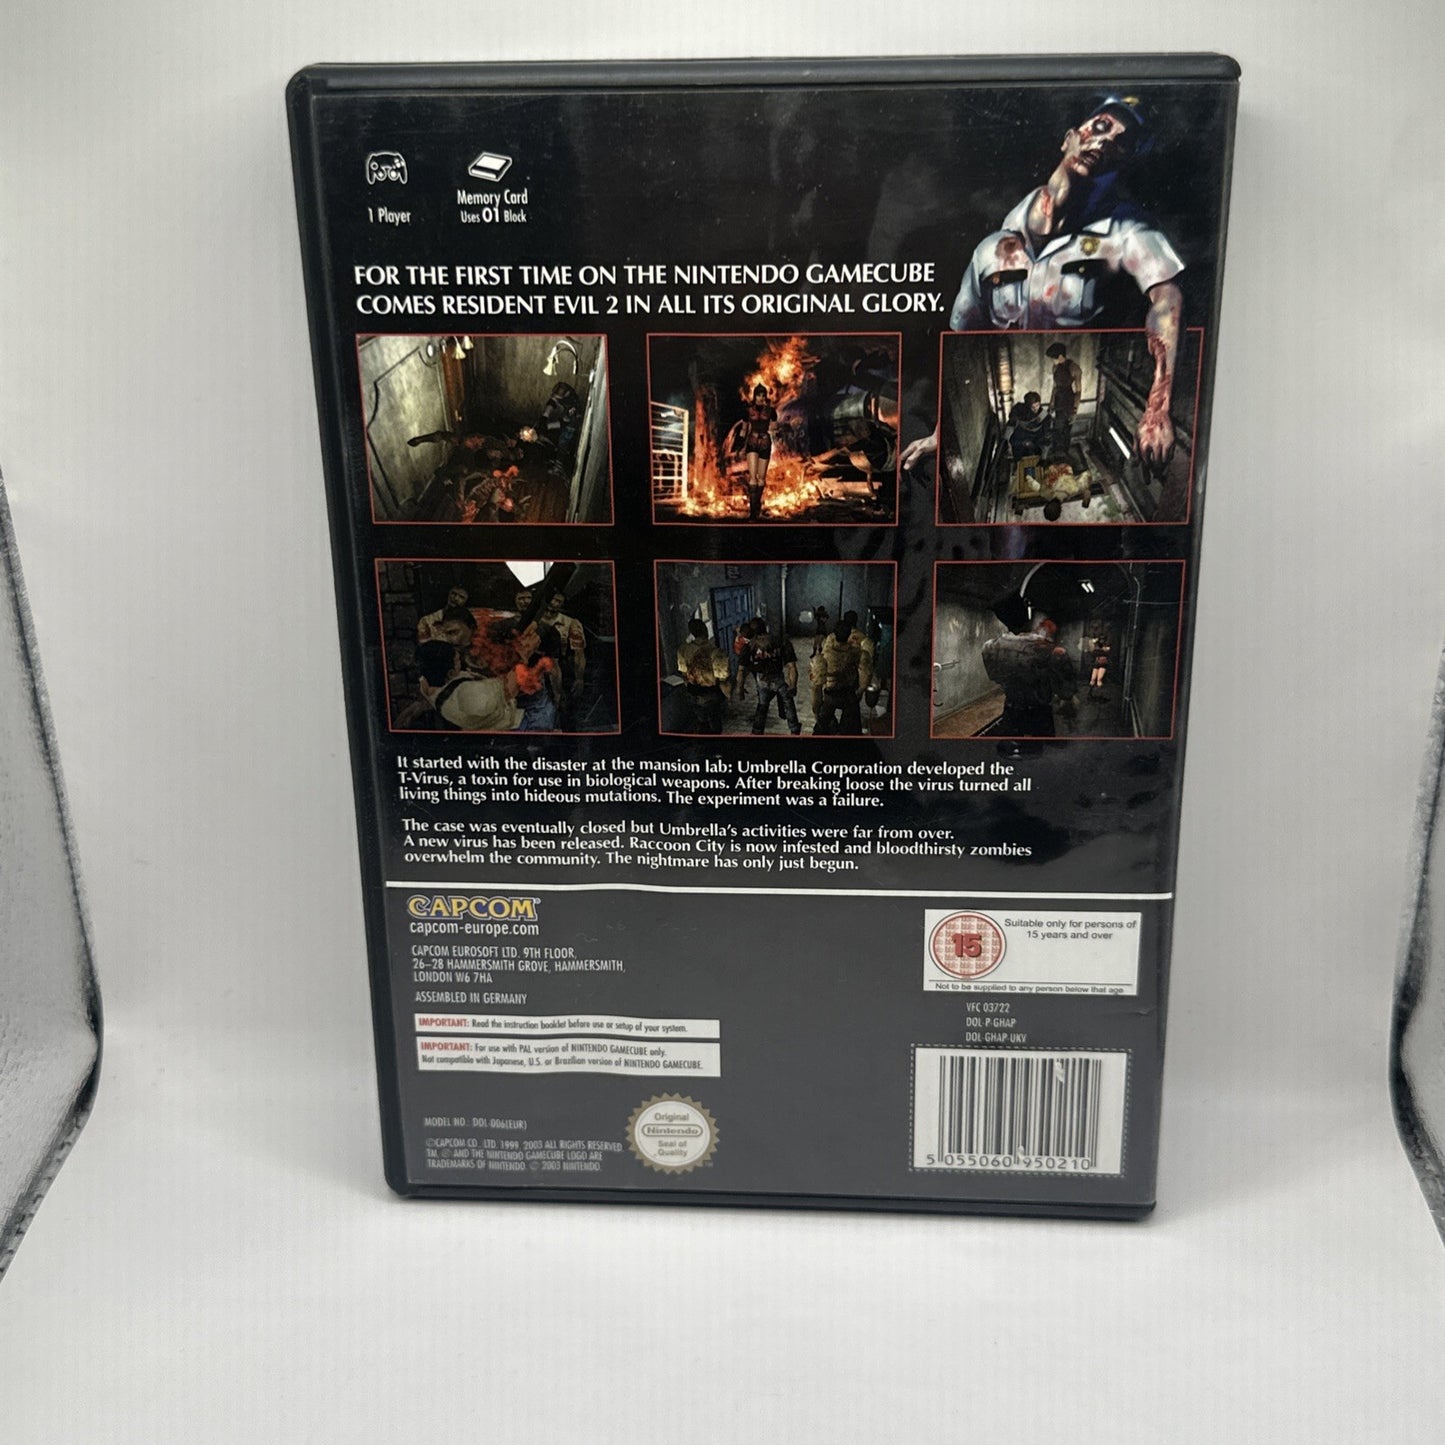 1 Player
Memory Card
Uses 01 Block
FOR THE FIRST TIME ON THE NINTENDO GAMECUBE
COMES RESIDENT EVIL 2 IN ALL ITS ORIGINAL GLORY.
It started with the disaster at the mansion lab: Umbrella Corporation developed the
T-Virus, a toxin for use in biological weapons. After breaking loose the virus turned all
living things into hideous mutations. The experiment was a failure.
The case was eventually closed but Umbrella's activities were far from over.
A new virus has been released. Raccoon City is now infested and bloodthirsty zombies
overwhelm the community. The nightmare has only just begun.
CAPCOM
capcom-europe.com
CAPCOM EUROSOFT LTD. 9TH FLOOR,
26–28 HAMMERSMITH GROVE, HAMMERSMITH,
LONDON W6 7HA
ASSEMBLED IN GERMANY
IMPORTANT: Read the instruction booklet before use or setup of your system.
IMPORTANT: For use with PAL version of NINTENDO GAMECUBE only.
Not compatible with Japanese, U.S. or Brazilian version of NINTENDO GAMECUBE.
MODEL NO.: DOL-006(EUR)
©CAPCOM CO., LTD. 1999, 2003 ALL RIGHTS RESERVED.
TM, ® AND THE NINTENDO GAMECUBE LOGO ARE
TRADEMARKS OF NINTENDO. © 2003 NINTENDO.
Original
Nintendo
Seal of
Quality
TM
15
Suitable only for persons of
15 years and over
Not to be supplied to any person below that age
VFC 03722
DOL-P-GHAP
DOL-GHAP-UKV
5 055060 950210